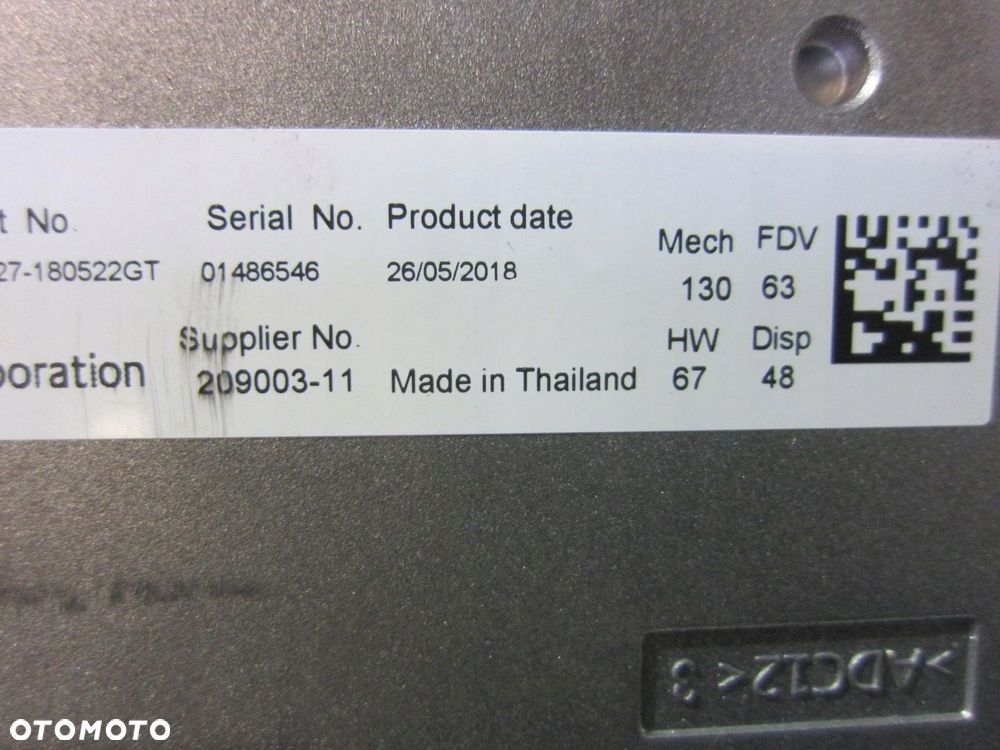 t No. Serial No. Product date
27-180522GT 01486546 26/05/2018
Mech FDV
130 63
Supplier No. HW Disp
poration 209003-11 Made in Thailand 67 48
>ADC12< 3
OTOMOTO